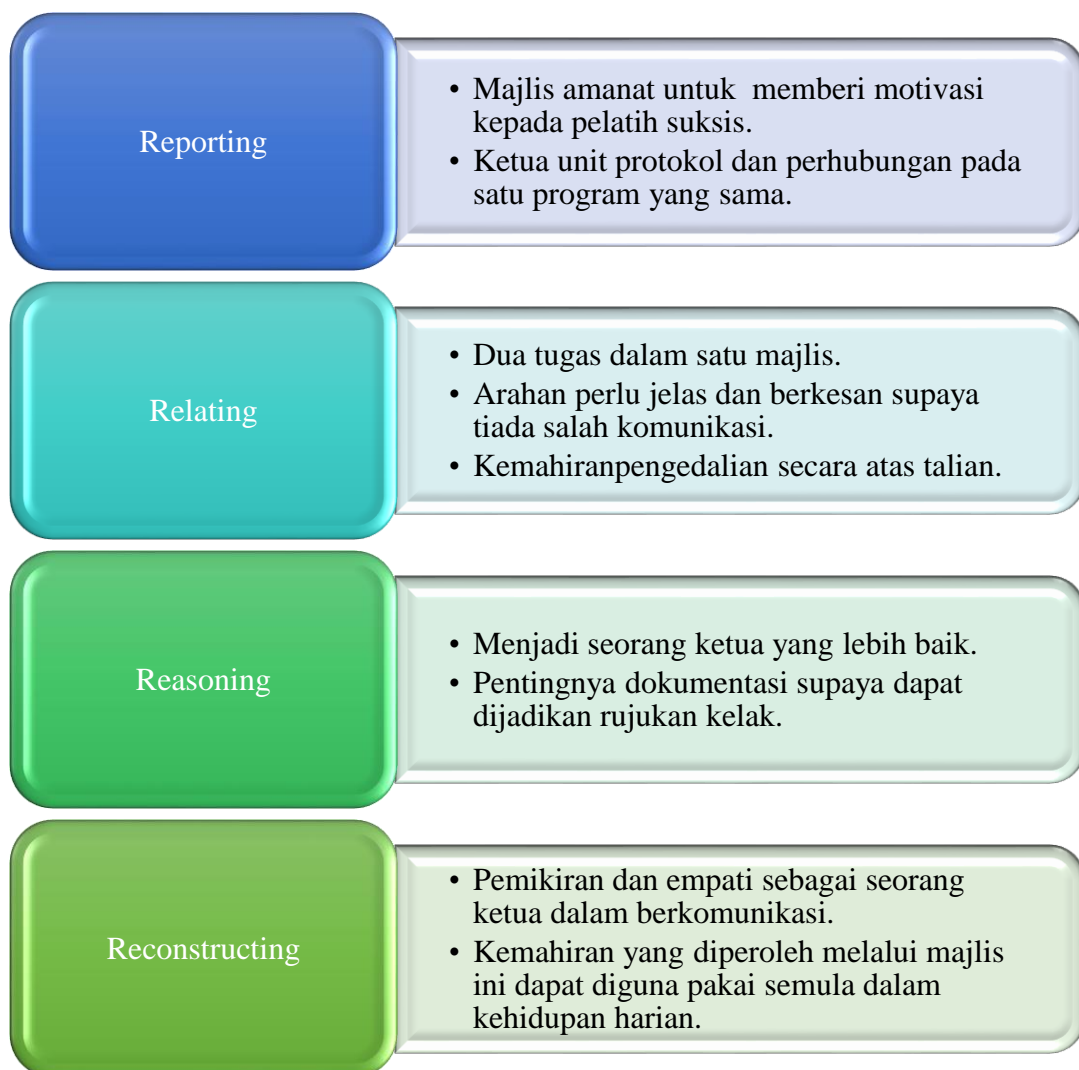 Reporting
• Majlis amanat untuk  memberi motivasi
kepada pelatih suksis.
• Ketua unit protokol dan perhubungan pada
satu program yang sama.
Relating
• Dua tugas dalam satu majlis.
• Arahan perlu jelas dan berkesan supaya
tiada salah komunikasi.
• Kemahiranpengedalian secara atas talian.
Reasoning
• Menjadi seorang ketua yang lebih baik.
• Pentingnya dokumentasi supaya dapat
dijadikan rujukan kelak.
Reconstructing
• Pemikiran dan empati sebagai seorang
ketua dalam berkomunikasi.
• Kemahiran yang diperoleh melalui majlis
ini dapat diguna pakai semula dalam
kehidupan harian.